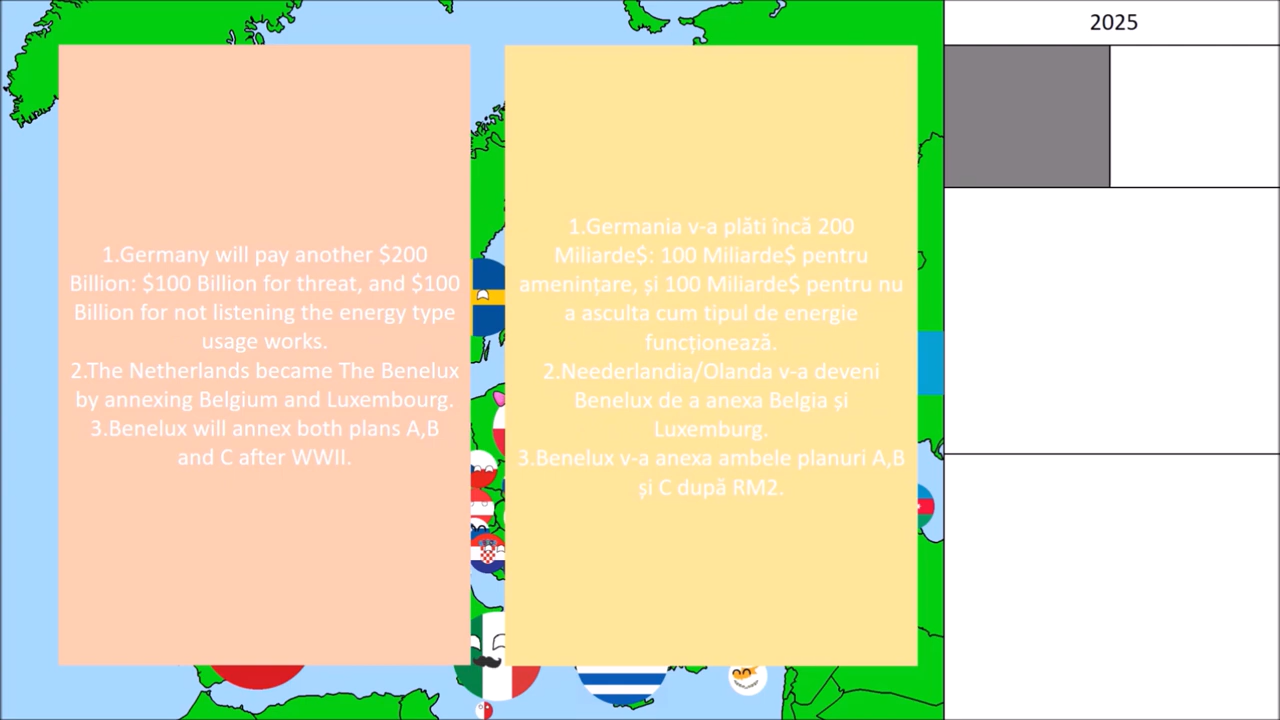 2025
1.Germany will pay another $200
Billion: $100 Billion for threat, and $100
Billion for not listening the energy type
usage works.
2.The Netherlands became The Benelux
by annexing Belgium and Luxembourg.
3.Benelux will annex both plans A,B
and C after WWII.
1.Germania v-a plăti încă 200
Miliarde$: 100 Miliarde$ pentru
amenințare, și 100 Miliarde$ pentru nu
a asculta cum tipul de energie
funcționează.
2.Neederlandia/Olanda v-a deveni
Benelux de a anexa Belgia și
Luxemburg.
3.Benelux v-a anexa ambele planuri A,B
și C după RM2.